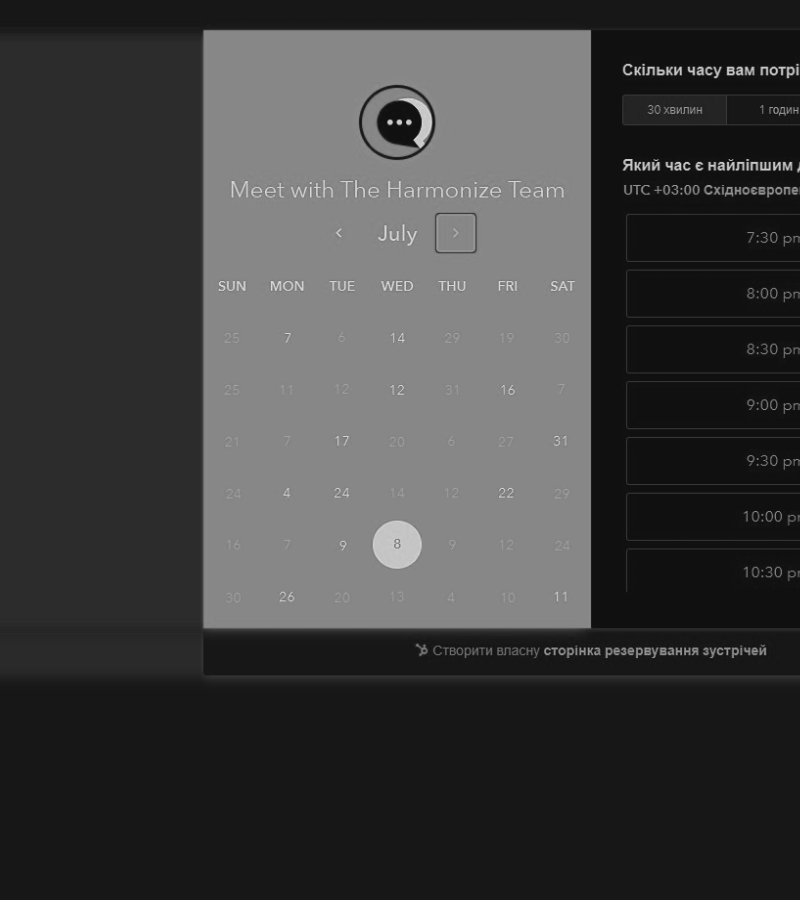 Meet with The Harmonize Team
July
SUN MON TUE WED THU FRI SAT
25 7 6 14 29 19 30
25 11 12 12 31 16 7
21 7 17 20 6 27 31
24 4 24 14 12 22 29
16 7 9 8 9 12 24
30 26 20 13 4 10 11
Скільки часу вам потрі
30 хвилин 1 годин
Який час є найліпшим
UTC +03:00 Східноєвропе
7:30 pm
8:00 pm
8:30 pm
9:00 pm
9:30 pm
10:00 pm
10:30 pm
Створити власну сторінка резервування зустрічей